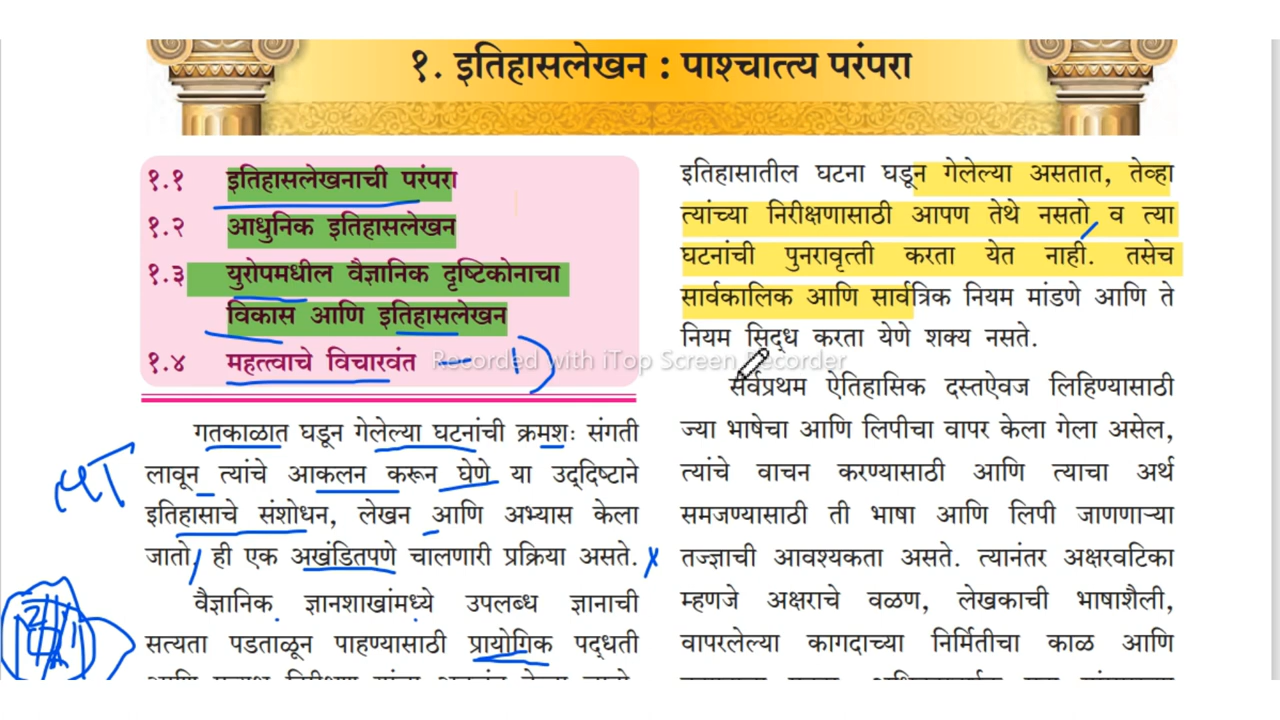 १. इतिहासलेखन : पाश्चात्त्य परंपरा
१.१ इतिहासलेखनाची परंपरा
१.२ आधुनिक इतिहासलेखन
१.३ युरोपमधील वैज्ञानिक दृष्टिकोनाचा
विकास आणि इतिहासलेखन
१.४ महत्त्वाचे विचारवंत
Recorded with iTop Screen Recorder
गतकाळात घडून गेलेल्या घटनांची क्रमशः संगती
लावून त्यांचे आकलन करून घेणे या उद्‌दिष्टाने
इतिहासाचे संशोधन, लेखन आणि अभ्यास केला
जातो. ही एक अखंडितपणे चालणारी प्रक्रिया असते.
वैज्ञानिक ज्ञानशाखांमध्ये उपलब्ध ज्ञानाची
सत्यता पडताळून पाहण्यासाठी प्रायोगिक पद्धती
इतिहासातील घटना घडून गेलेल्या असतात, तेव्हा
त्यांच्या निरीक्षणासाठी आपण तेथे नसतो व त्या
घटनांची पुनरावृत्ती करता येत नाही. तसेच
सार्वकालिक आणि सार्वत्रिक नियम मांडणे आणि ते
नियम सिद्ध करता येणे शक्य नसते.
सर्वप्रथम ऐतिहासिक दस्तऐवज लिहिण्यासाठी
ज्या भाषेचा आणि लिपीचा वापर केला गेला असेल,
त्यांचे वाचन करण्यासाठी आणि त्याचा अर्थ
समजण्यासाठी ती भाषा आणि लिपी जाणणाऱ्या
तज्ज्ञाची आवश्यकता असते. त्यानंतर अक्षरवटिका
म्हणजे अक्षराचे वळण, लेखकाची भाषाशैली,
वापरलेल्या कागदाच्या निर्मितीचा काळ आणि